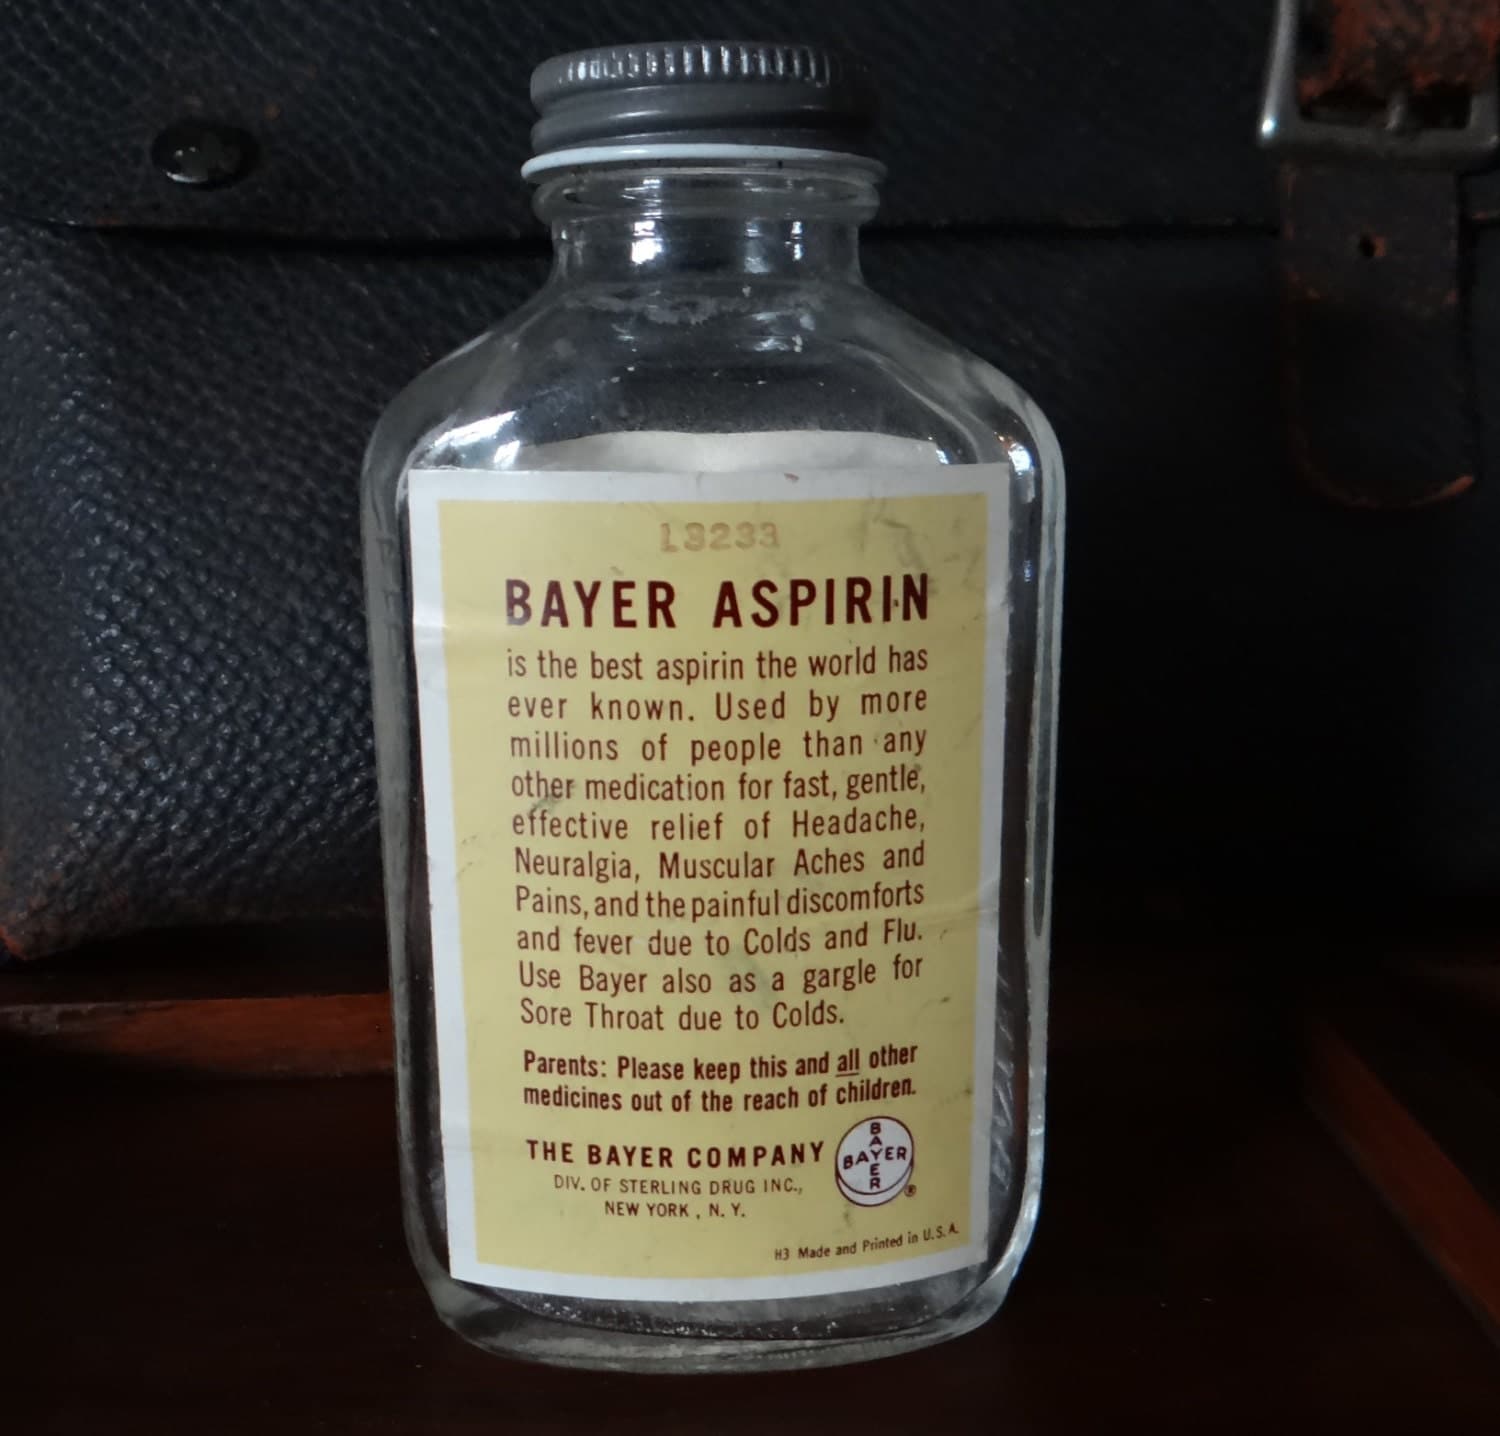 L3233
BAYER ASPIRIN
is the best aspirin the world has
ever known. Used by more
millions of people than any
other medication for fast, gentle,
effective relief of Headache,
Neuralgia, Muscular Aches and
Pains, and the painful discomforts
and fever due to Colds and Flu.
Use Bayer also as a gargle for
Sore Throat due to Colds.
Parents: Please keep this and all other
medicines out of the reach of children.
THE BAYER COMPANY
DIV. OF STERLING DRUG INC.,
NEW YORK, N. Y.
BAYER
BAYER
®
H3 Made and Printed in U.S.A.